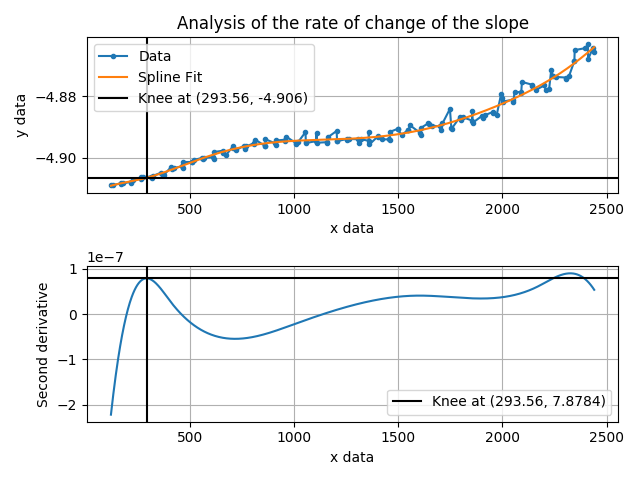 Analysis of the rate of change of the slope
Data
Spline Fit
Knee at (293.56, -4.906)
y data
−4.88
−4.90
500
1000
1500
2000
2500
x data
1e−7
Second derivative
1
0
−1
−2
Knee at (293.56, 7.8784)
500
1000
1500
2000
2500
x data